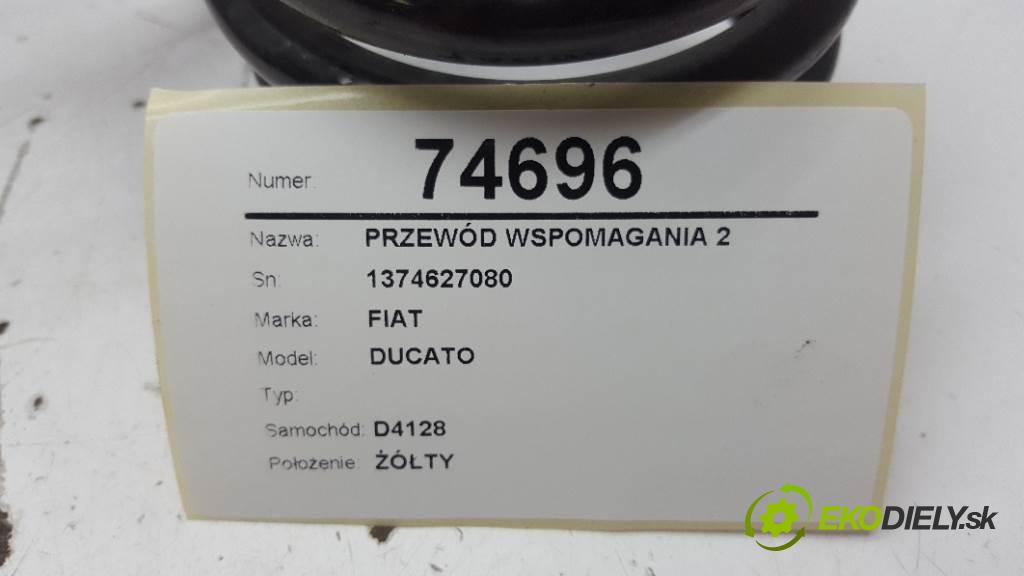 Numer: 74696
Nazwa: PRZEWÓD WSPOMAGANIA 2
Sn: 1374627080
Marka: FIAT
Model: DUCATO
Typ:
Samochód: D4128
Położenie: ŻÓŁTY
EKODIELY.sk